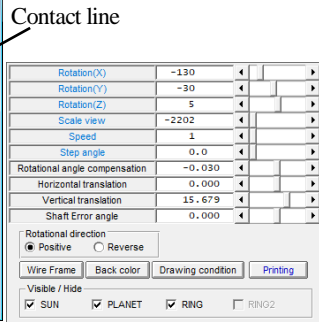 Contact line
Rotation(X) -130
Rotation(Y) -30
Rotation(Z) 5
Scale view -2202
Speed 1
Step angle 0.0
Rotational angle compensation -0.030
Horizontal translation 0.000
Vertical translation 15.679
Shaft Error angle 0.000
Rotational direction
Positive Reverse
Wire Frame Back color Drawing condition Printing
Visible / Hide
SUN PLANET RING RING2